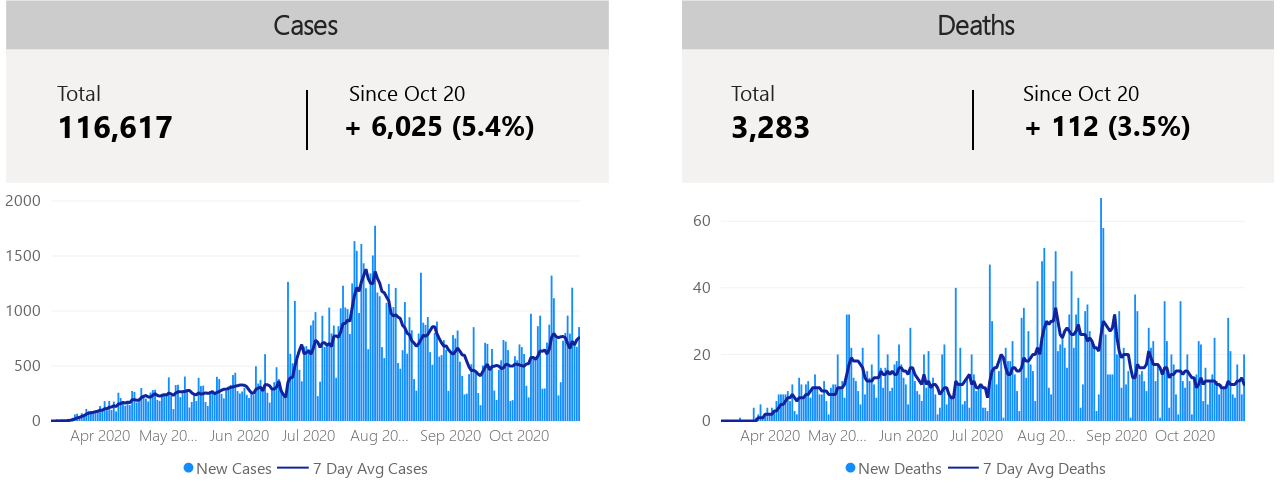 Cases
Total
116,617
Since Oct 20
+ 6,025 (5.4%)
2000
1500
1000
500
0
Apr 2020 May 20... Jun 2020 Jul 2020 Aug 20... Sep 2020 Oct 2020
New Cases 7 Day Avg Cases
Deaths
Total
3,283
Since Oct 20
+ 112 (3.5%)
60
40
20
0
Apr 2020 May 20... Jun 2020 Jul 2020 Aug 20... Sep 2020 Oct 2020
New Deaths 7 Day Avg Deaths